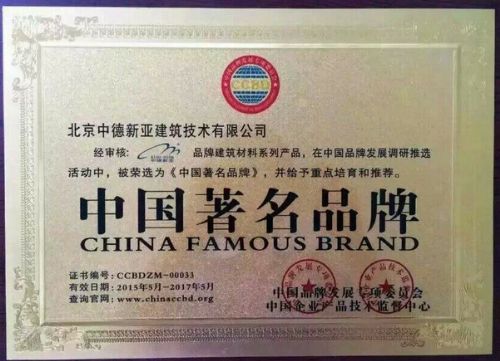 CCBD
北京中德新亚建筑技术有限公司
经审核: 品牌建筑材料系列产品，在中国品牌发展调研推选
活动中，被荣选为《中国著名品牌》，并给予重点培育和推荐。
中国著名品牌
CHINA FAMOUS BRAND
证书编号: CCBDZM-00033
有效日期: 2015年5月-2017年5月
查询官网: www.chinaccbd.org
中国品牌发展专项委员会
中国企业产品技术监督中心